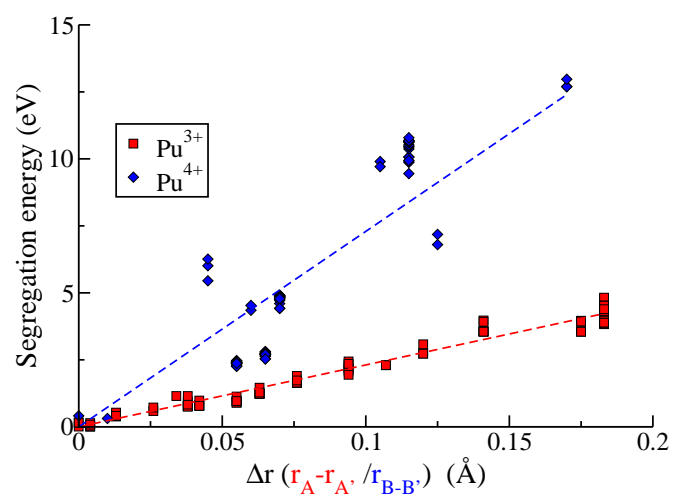 15
10
5
0
Segregation energy (eV)
Pu3+
Pu4+
0 0.05 0.1 0.15 0.2
Δr (rA-rA' /rB-B') (Å)